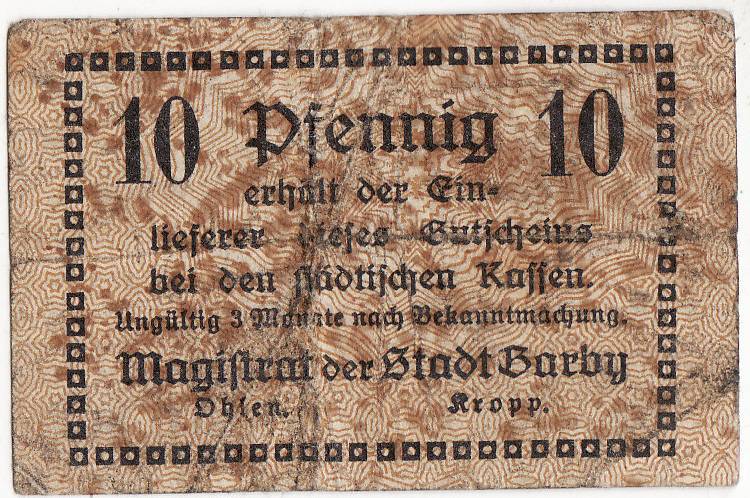 10 Pfennig 10
erhält der Ein-
lieferer dieses Gutscheins
bei den städtischen Kassen.
Ungültig 3 Monate nach Bekanntmachung.
Magistrat der Stadt Barby
Ohlen. Kropp.